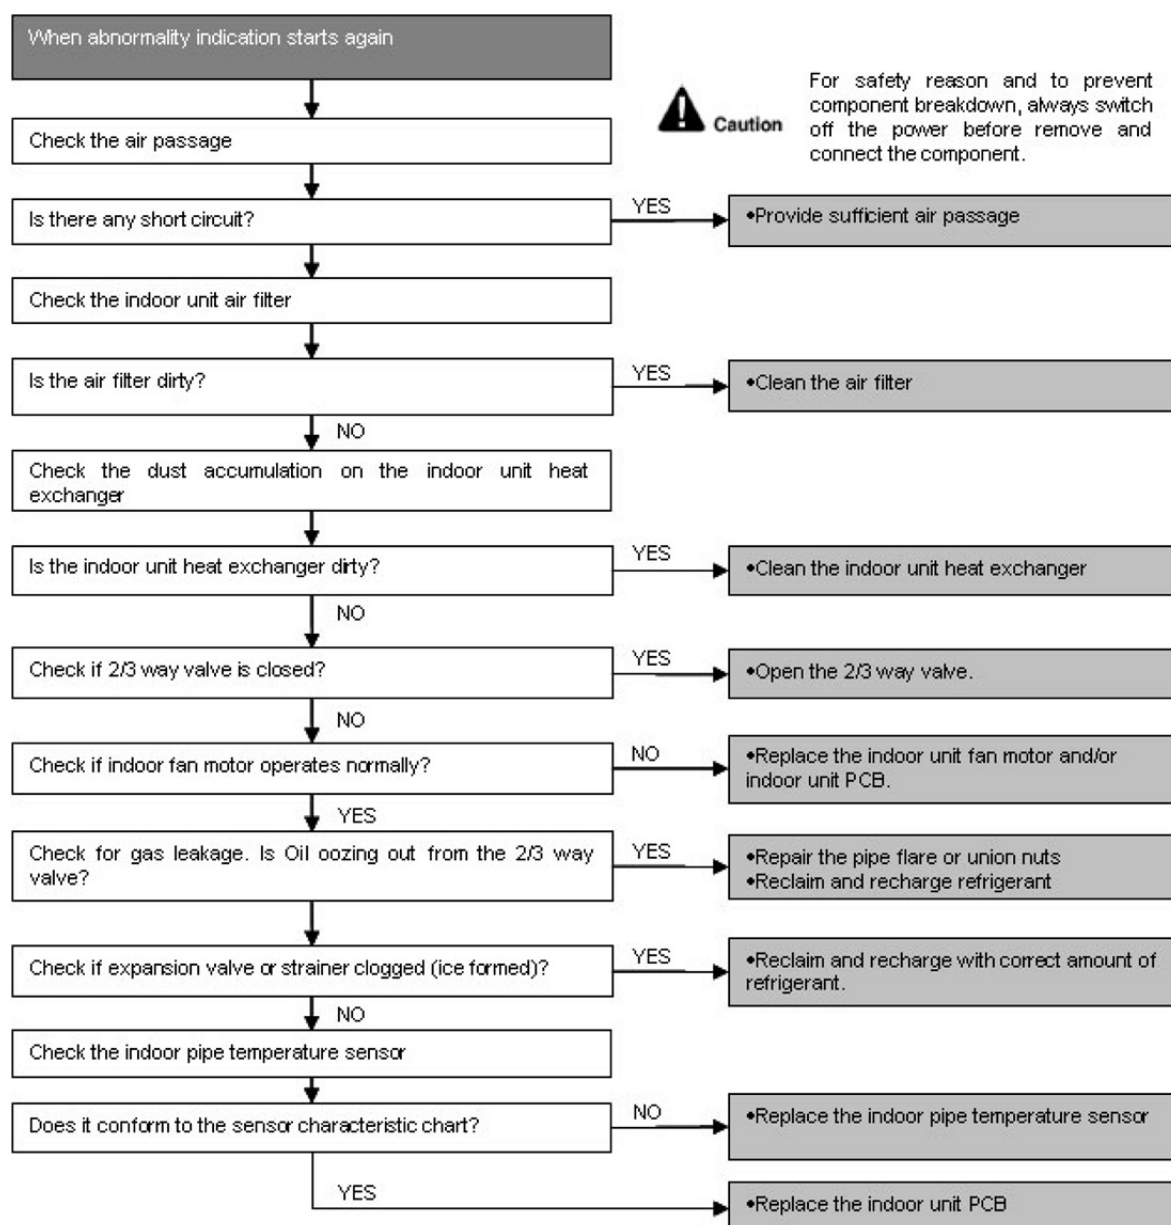 When abnormality indication starts again
For safety reason and to prevent
component breakdown, always switch
off the power before remove and
connect the component.
Caution
Check the air passage
Is there any short circuit?
YES
•Provide sufficient air passage
Check the indoor unit air filter
Is the air filter dirty?
YES
•Clean the air filter
NO
Check the dust accumulation on the indoor unit heat
exchanger
Is the indoor unit heat exchanger dirty?
YES
•Clean the indoor unit heat exchanger
NO
Check if 2/3 way valve is closed?
YES
•Open the 2/3 way valve.
NO
Check if indoor fan motor operates normally?
NO
•Replace the indoor unit fan motor and/or
indoor unit PCB.
YES
Check for gas leakage. Is Oil oozing out from the 2/3 way
valve?
YES
•Repair the pipe flare or union nuts
•Reclaim and recharge refrigerant
Check if expansion valve or strainer clogged (ice formed)?
YES
•Reclaim and recharge with correct amount of
refrigerant.
NO
Check the indoor pipe temperature sensor
Does it conform to the sensor characteristic chart?
NO
•Replace the indoor pipe temperature sensor
YES
•Replace the indoor unit PCB